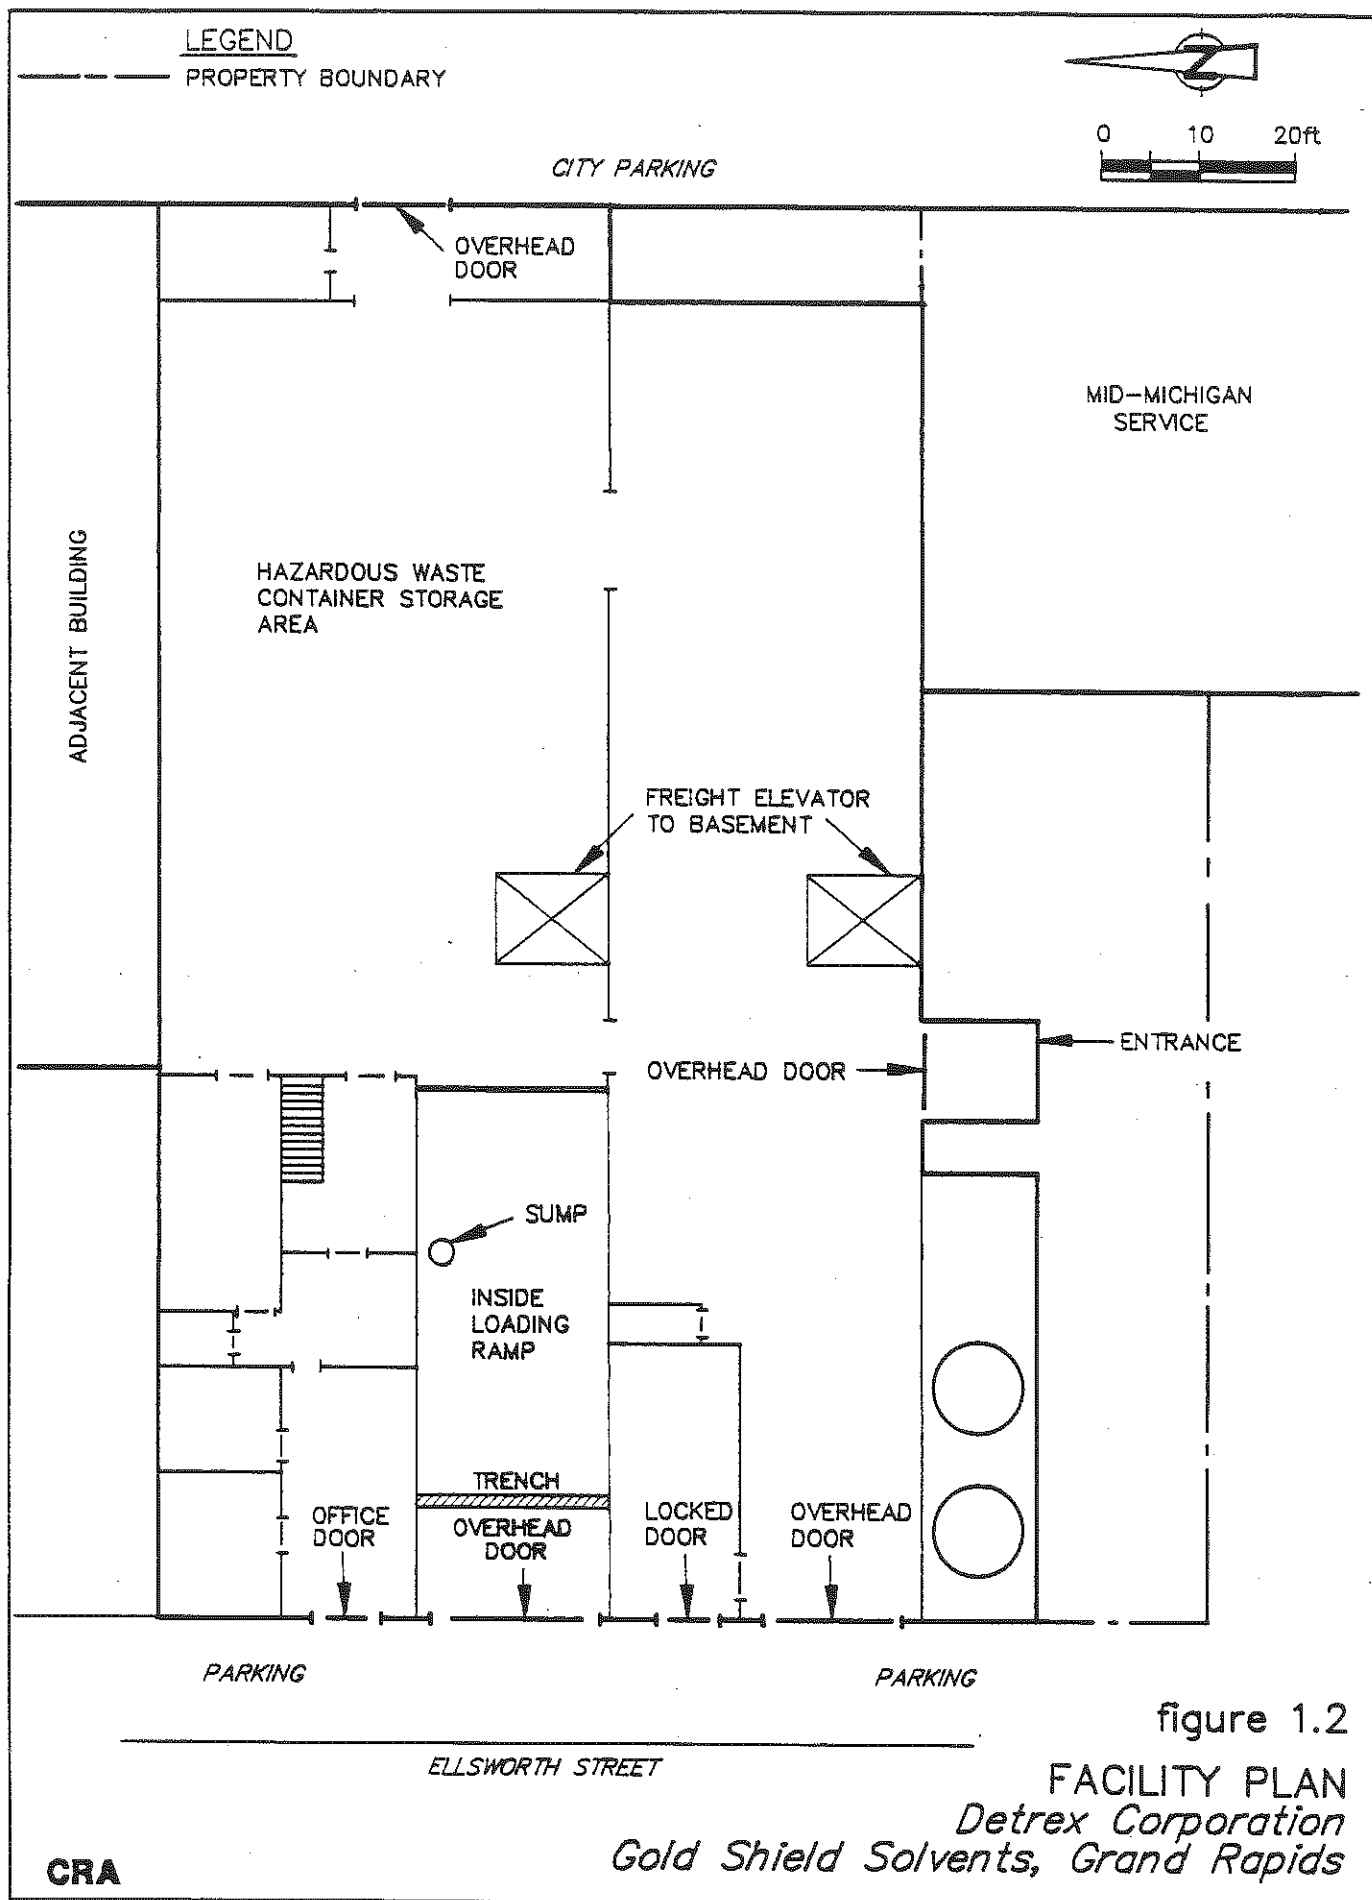 LEGEND
PROPERTY BOUNDARY
N
0 10 20ft
CITY PARKING
OVERHEAD
DOOR
MID-MICHIGAN
SERVICE
ADJACENT BUILDING
HAZARDOUS WASTE
CONTAINER STORAGE
AREA
FREIGHT ELEVATOR
TO BASEMENT
ENTRANCE
OVERHEAD DOOR
SUMP
INSIDE
LOADING
RAMP
TRENCH
OFFICE
DOOR
OVERHEAD
DOOR
LOCKED
DOOR
OVERHEAD
DOOR
PARKING
PARKING
ELLSWORTH STREET
figure 1.2
FACILITY PLAN
Detrex Corporation
Gold Shield Solvents, Grand Rapids
CRA